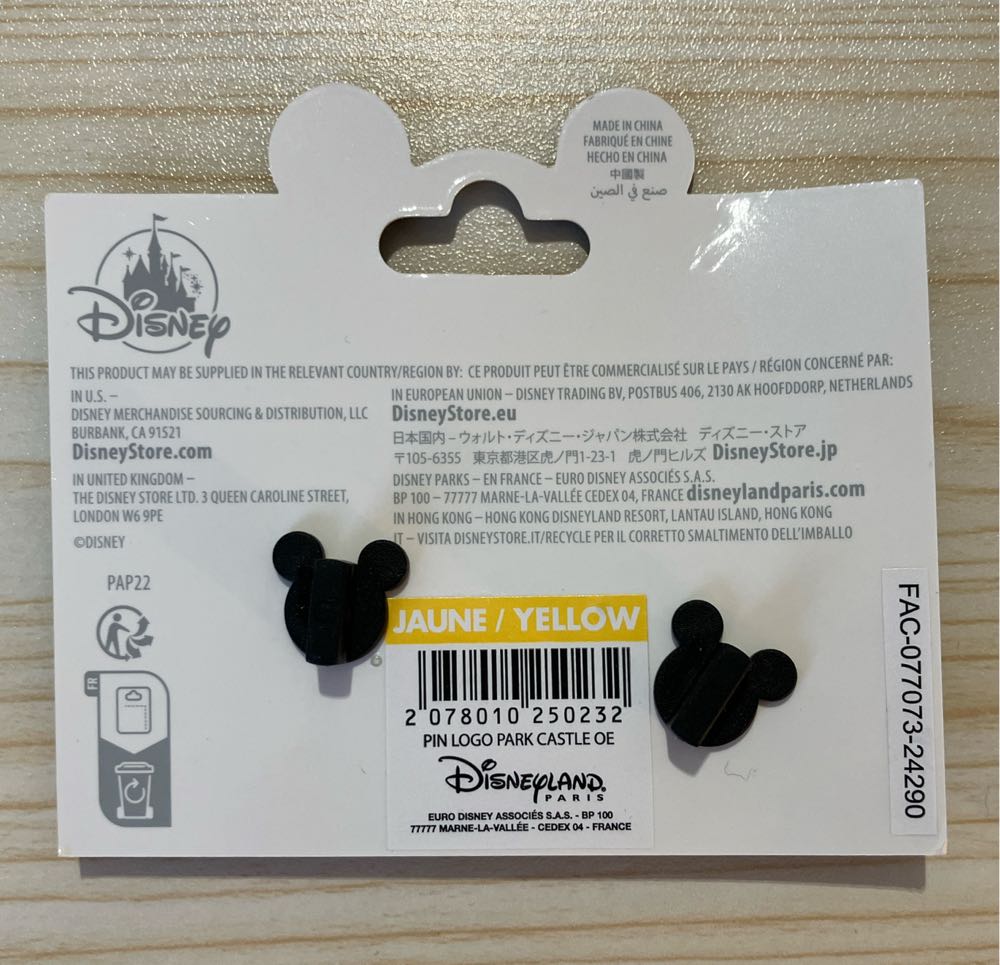 MADE IN CHINA
FABRIQUÉ EN CHINE
HECHO EN CHINA
中國製
صنع في الصين
DISNEY
THIS PRODUCT MAY BE SUPPLIED IN THE RELEVANT COUNTRY/REGION BY: CE PRODUIT PEUT ÊTRE COMMERCIALISÉ SUR LE PAYS / RÉGION CONCERNÉ PAR:
IN U.S. –
DISNEY MERCHANDISE SOURCING & DISTRIBUTION, LLC
BURBANK, CA 91521
DisneyStore.com
IN UNITED KINGDOM –
THE DISNEY STORE LTD. 3 QUEEN CAROLINE STREET,
LONDON W6 9PE
©DISNEY
IN EUROPEAN UNION – DISNEY TRADING BV, POSTBUS 406, 2130 AK HOOFDDORP, NETHERLANDS
DisneyStore.eu
日本国内 – ウォルト・ディズニー・ジャパン株式会社 ディズニー・ストア
〒105-6355 東京都港区虎ノ門1-23-1 虎ノ門ヒルズ DisneyStore.jp
DISNEY PARKS – EN FRANCE – EURO DISNEY ASSOCIÉS S.A.S.
BP 100 – 77777 MARNE-LA-VALLÉE CEDEX 04, FRANCE disneylandparis.com
IN HONG KONG – HONG KONG DISNEYLAND RESORT, LANTAU ISLAND, HONG KONG
IT – VISITA DISNEYSTORE.IT/RECYCLE PER IL CORRETTO SMALTIMENTO DELL'IMBALLO
PAP22
FR
6
JAUNE / YELLOW
2 078010 250232
PIN LOGO PARK CASTLE OE
DISNEYLAND.
PARIS
EURO DISNEY ASSOCIÉS S.A.S. - BP 100
77777 MARNE-LA-VALLÉE - CEDEX 04 - FRANCE
FAC-077073-24290